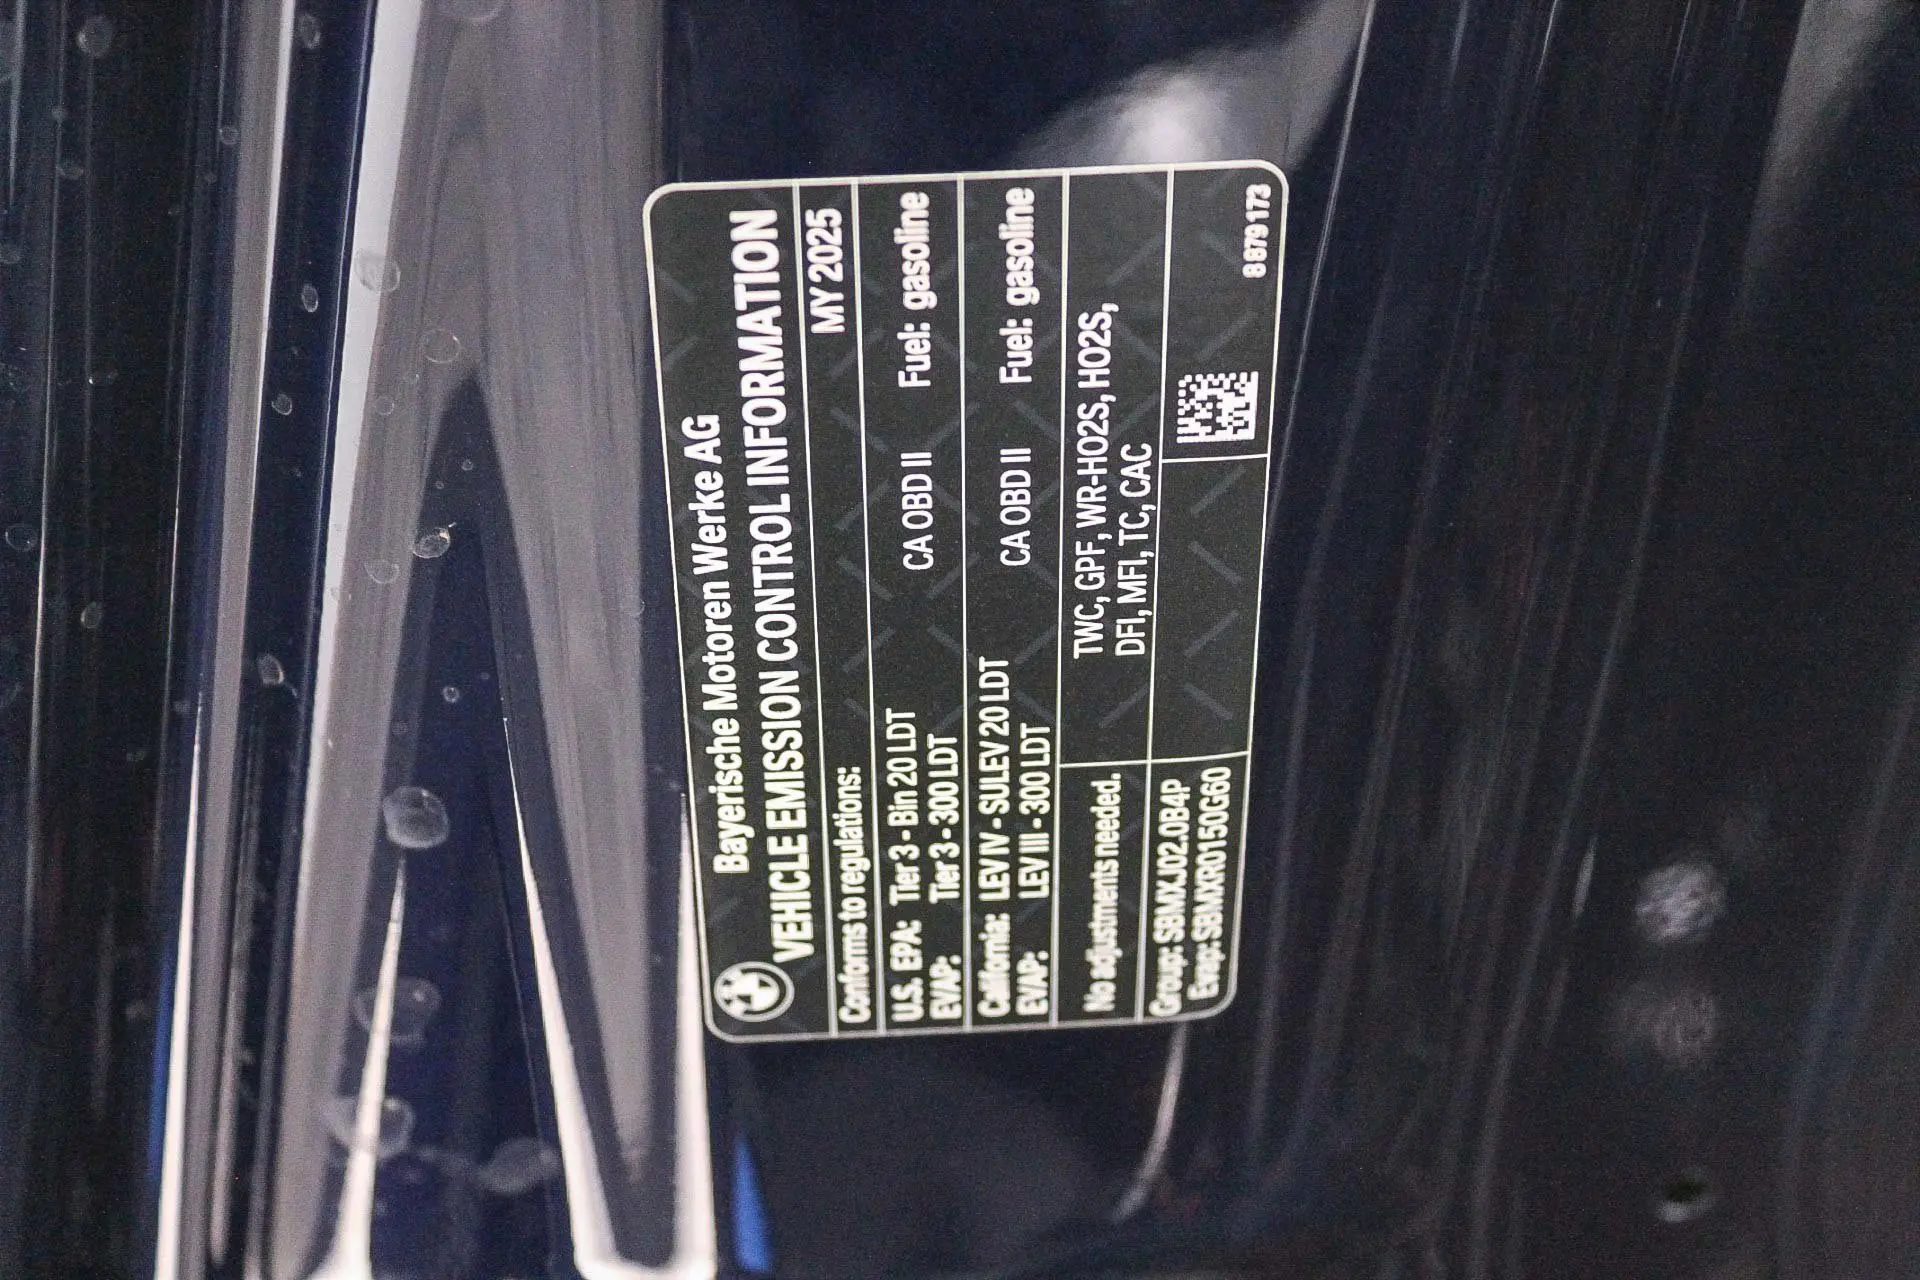 Bayerische Motoren Werke AG
VEHICLE EMISSION CONTROL INFORMATION
MY 2025
Conforms to regulations:
U.S. EPA: Tier 3 - Bin 20 LDT CA OBD II Fuel: gasoline
EVAP: Tier 3 - 300 LDT
California: LEV IV - SULEV 20 LDT CA OBD II Fuel: gasoline
EVAP: LEV III - 300 LDT
No adjustments needed.
TWC, GPF, WR-HO2S, HO2S,
DFI, MFI, TC, CAC
Group: SBMXJ02.0B4P
Evap: SBMXR0150G60
8 879 173